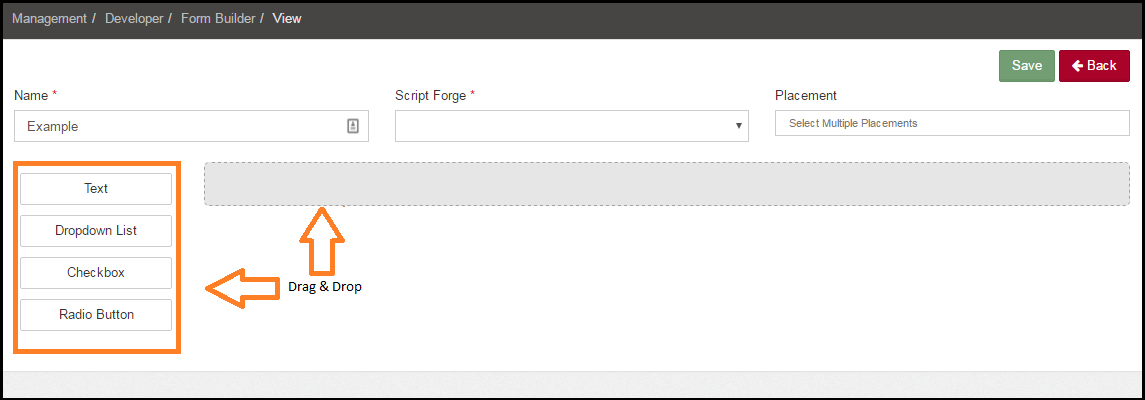 Management / Developer / Form Builder / View
Save Back
Name * Script Forge * Placement
Example Select Multiple Placements
Text
Dropdown List
Checkbox
Drag & Drop
Radio Button